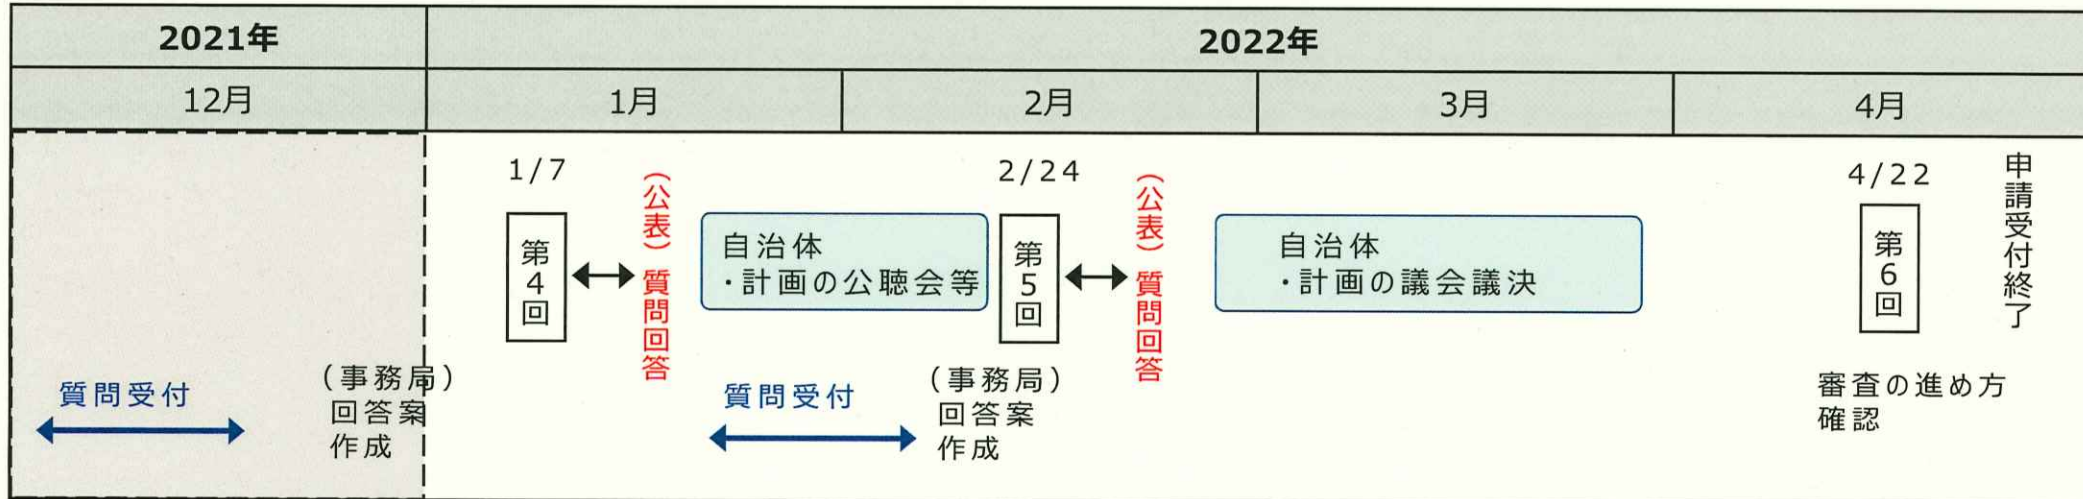 2021年
2022年
12月
1月
2月
3月
4月
1/7
第4回
(公表)質問回答
自治体
・計画の公聴会等
2/24
第5回
(公表)質問回答
自治体
・計画の議会議決
4/22
第6回
申請受付終了
質問受付
(事務局)
回答案
作成
質問受付
(事務局)
回答案
作成
審査の進め方
確認